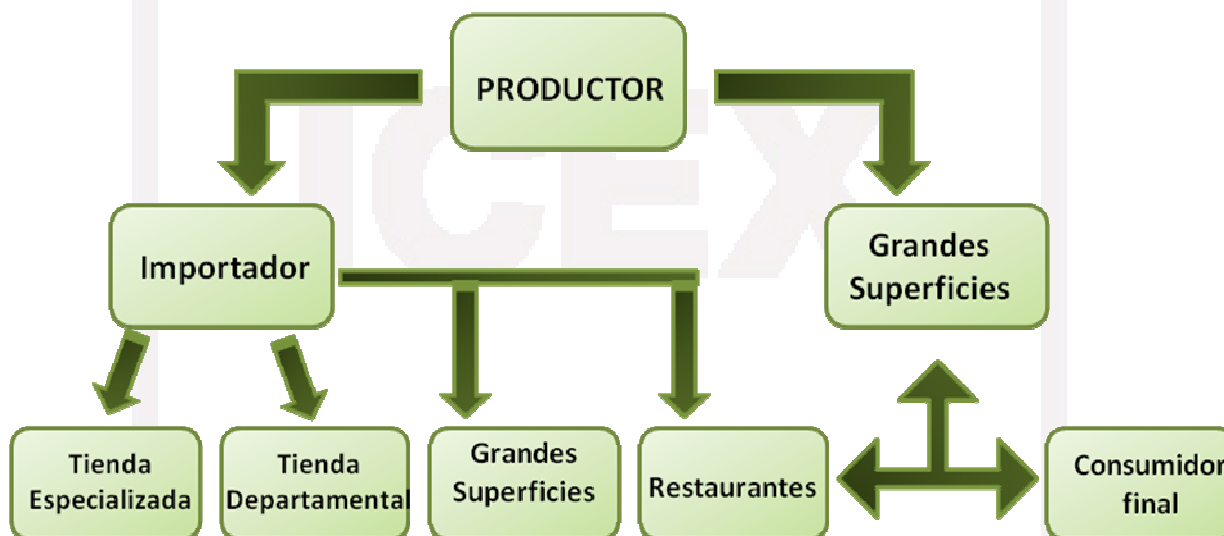 PRODUCTOR
ICEX
Importador
Grandes
Superficies
Tienda
Especializada
Tienda
Departamental
Grandes
Superficies
Restaurantes
Consumidor
final